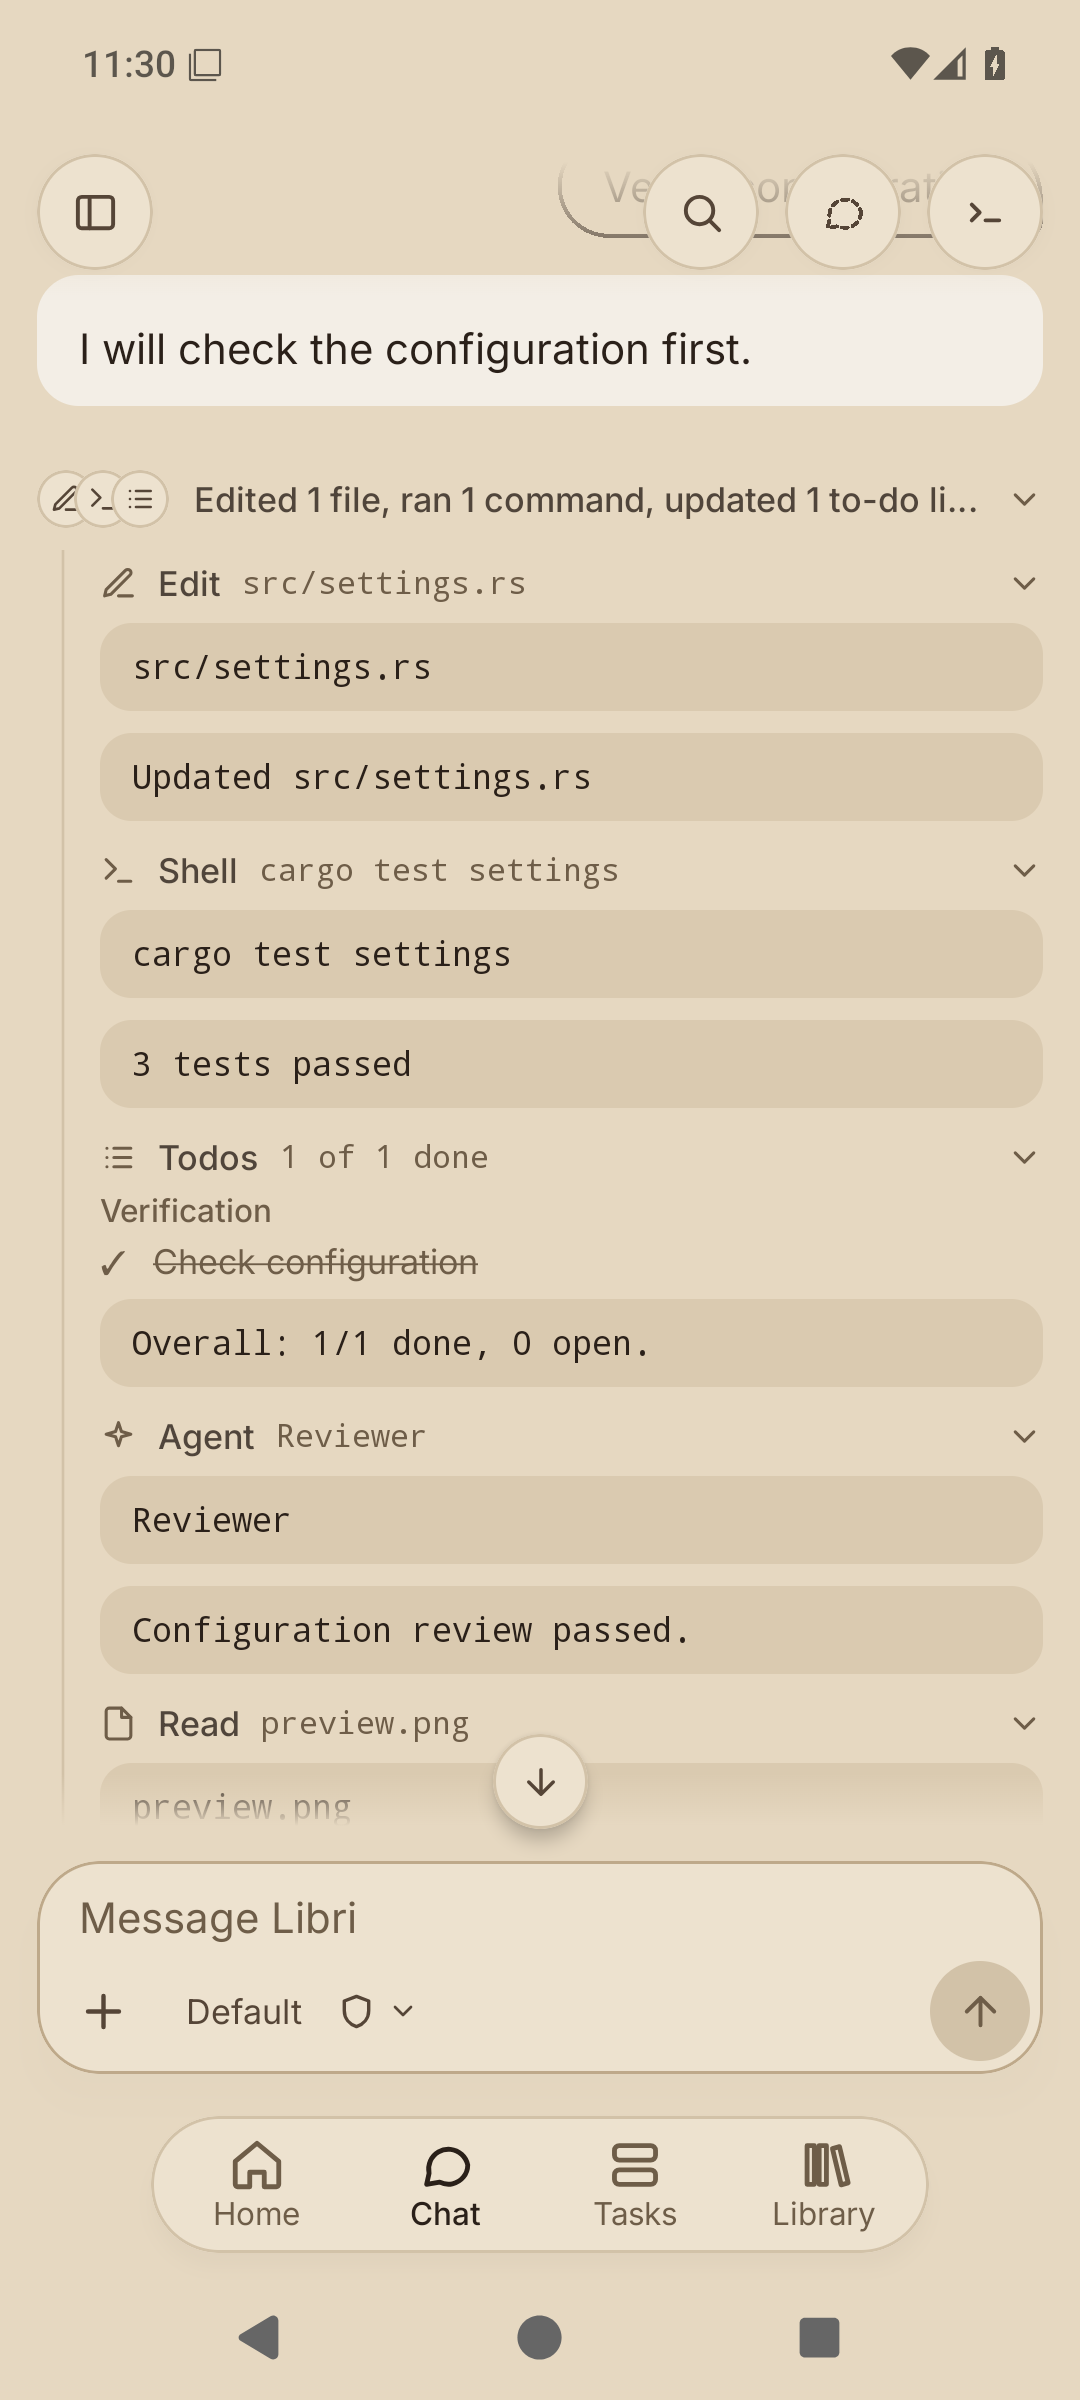 11:30
I will check the configuration first.
Edited 1 file, ran 1 command, updated 1 to-do li...
Edit src/settings.rs
src/settings.rs
Updated src/settings.rs
Shell cargo test settings
cargo test settings
3 tests passed
Todos 1 of 1 done
Verification
✓ Check configuration
Overall: 1/1 done, 0 open.
Agent Reviewer
Reviewer
Configuration review passed.
Read preview.png
preview.png
Message Libri
Default
Home Chat Tasks Library